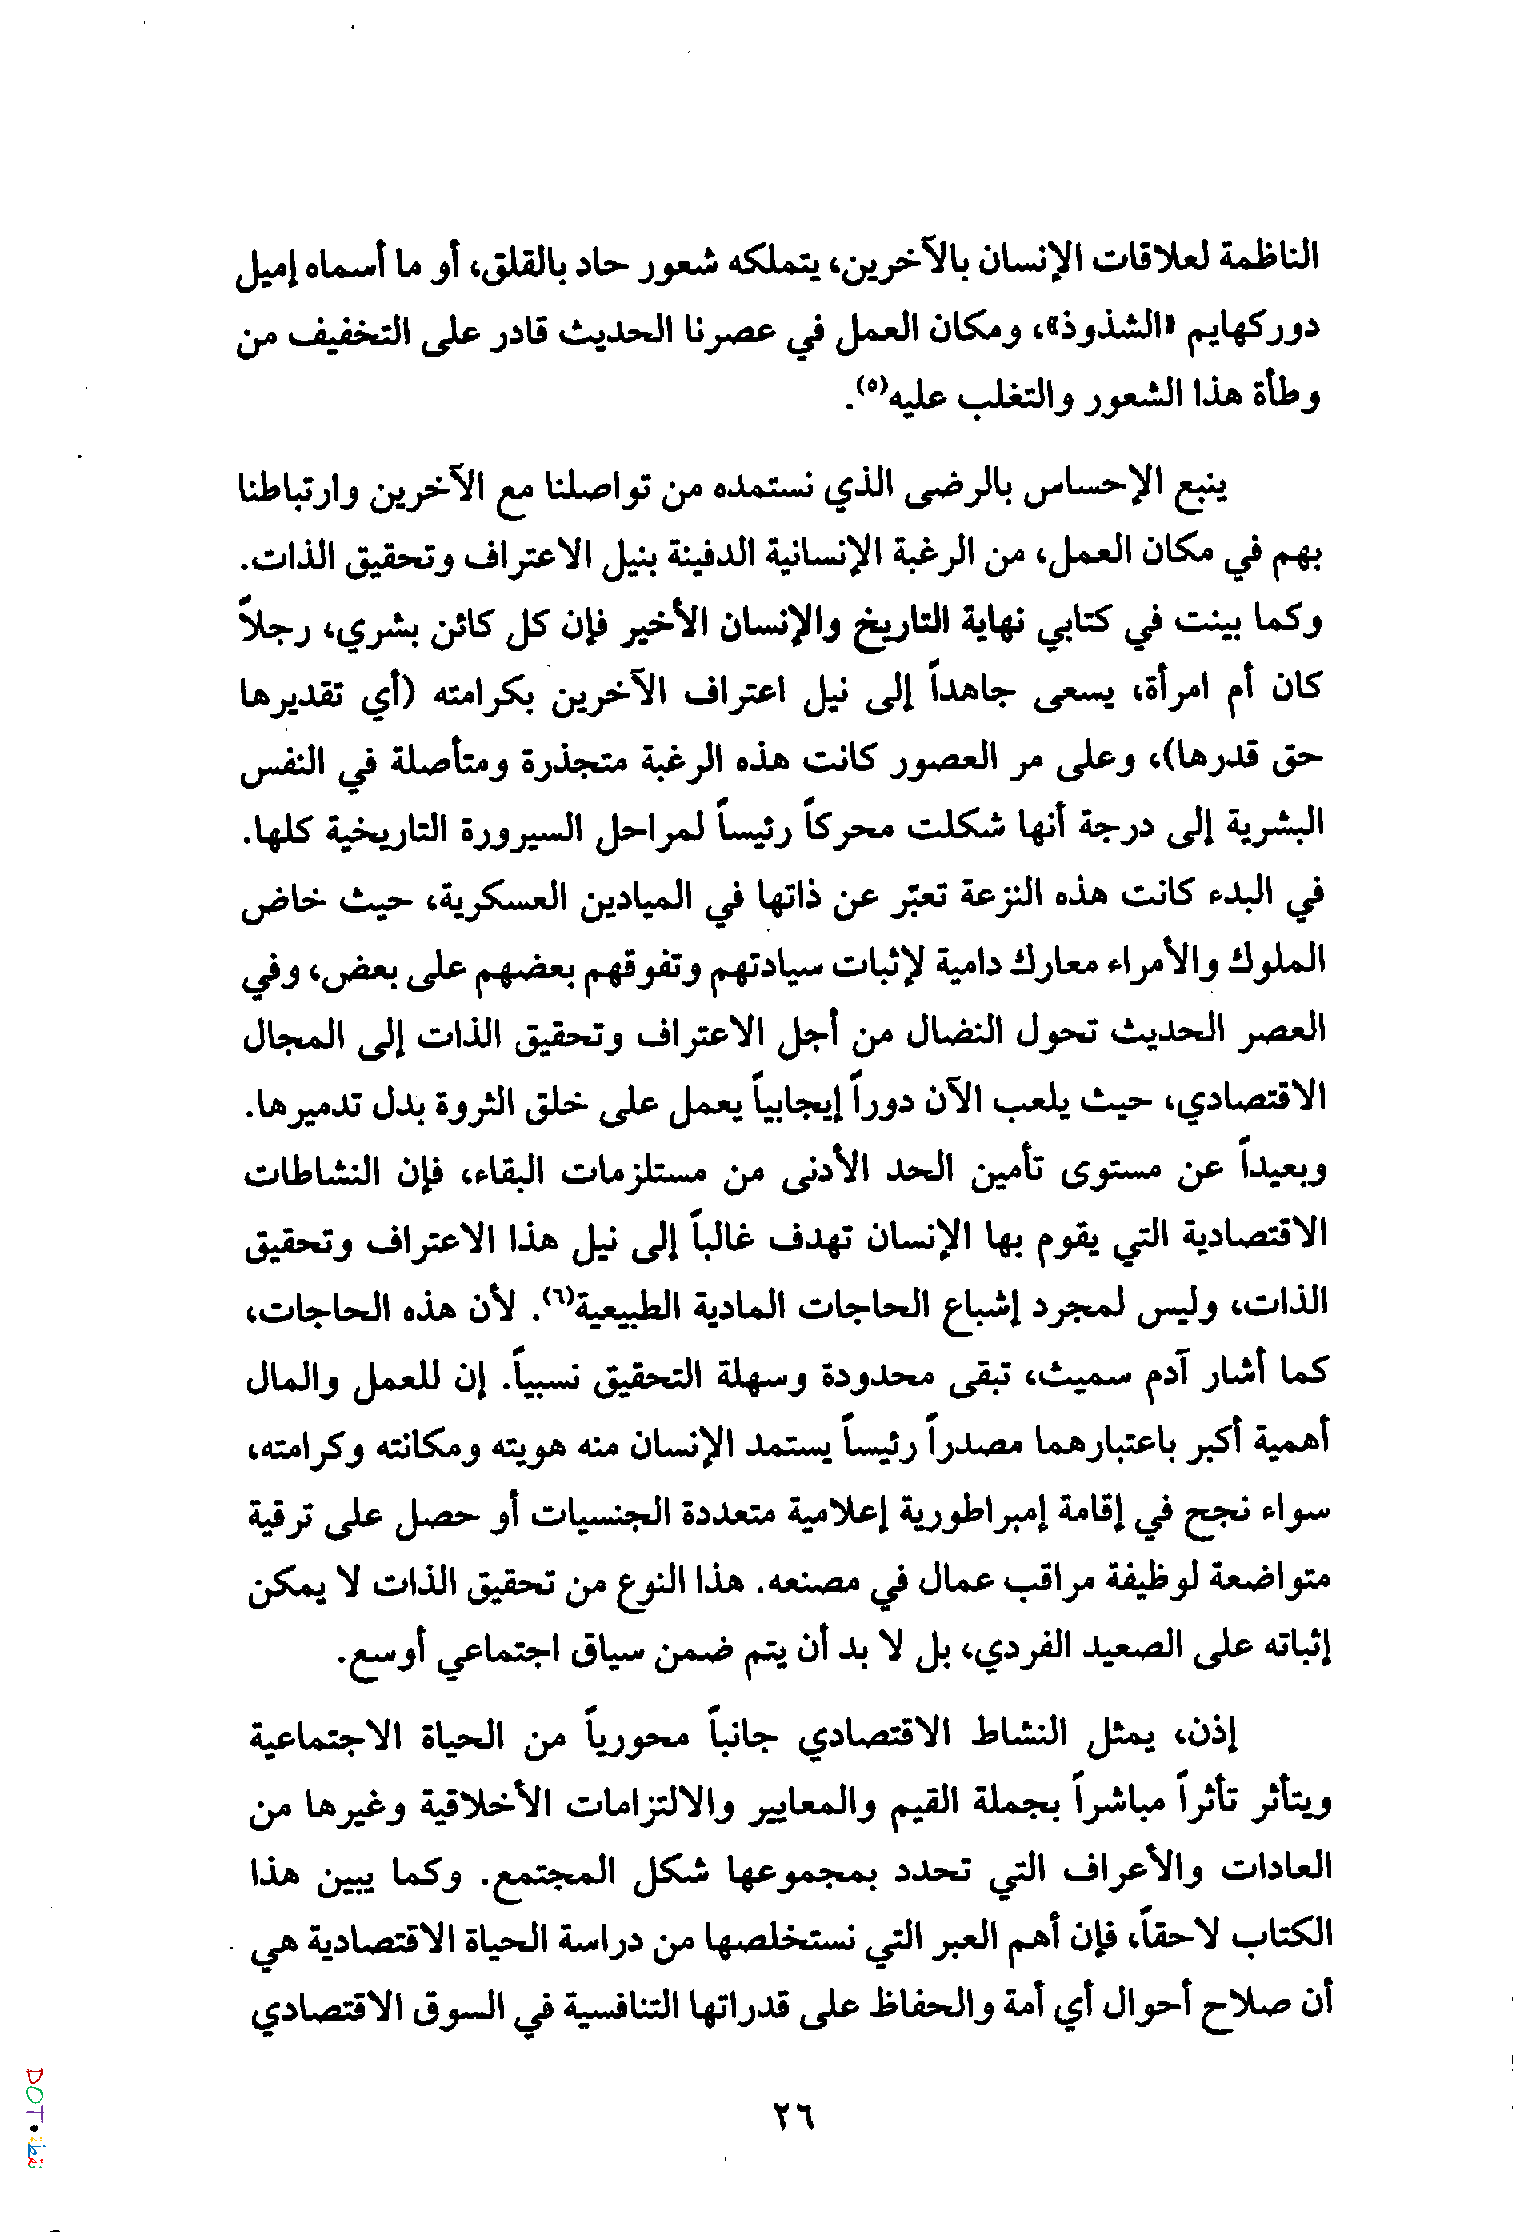 الناظمة لعلاقات الإنسان بالآخرين، يتملكه شعور حاد بالقلق، أو ما أسماه إميل
دوركهايم «الشذوذ»، ومكان العمل في عصرنا الحديث قادر على التخفيف من
وطأة هذا الشعور والتغلب عليه(٥).
ينبع الإحساس بالرضى الذي نستمده من تواصلنا مع الآخرين وارتباطنا
بهم في مكان العمل، من الرغبة الإنسانية الدفينة بنيل الاعتراف وتحقيق الذات.
وكما بينت في كتابي نهاية التاريخ والإنسان الأخير فإن كل كائن بشري، رجلاً
كان أم امرأة، يسعى جاهداً إلى نيل اعتراف الآخرين بكرامته (أي تقديرها
حق قدرها)، وعلى مر العصور كانت هذه الرغبة متجذرة ومتأصلة في النفس
البشرية إلى درجة أنها شكلت محركاً رئيساً لمراحل السيرورة التاريخية كلها.
في البدء كانت هذه النزعة تعبّر عن ذاتها في الميادين العسكرية، حيث خاض
الملوك والأمراء معارك دامية لإثبات سيادتهم وتفوقهم بعضهم على بعض، وفي
العصر الحديث تحول النضال من أجل الاعتراف وتحقيق الذات إلى المجال
الاقتصادي، حيث يلعب الآن دوراً إيجابياً يعمل على خلق الثروة بدل تدميرها.
وبعيداً عن مستوى تأمين الحد الأدنى من مستلزمات البقاء، فإن النشاطات
الاقتصادية التي يقوم بها الإنسان تهدف غالباً إلى نيل هذا الاعتراف وتحقيق
الذات، وليس لمجرد إشباع الحاجات المادية الطبيعية(٦). لأن هذه الحاجات،
كما أشار آدم سميث، تبقى محدودة وسهلة التحقيق نسبياً. إن للعمل والمال
أهمية أكبر باعتبارهما مصدراً رئيساً يستمد الإنسان منه هويته ومكانته وكرامته،
سواء نجح في إقامة إمبراطورية إعلامية متعددة الجنسيات أو حصل على ترقية
متواضعة لوظيفة مراقب عمال في مصنعه. هذا النوع من تحقيق الذات لا يمكن
إثباته على الصعيد الفردي، بل لا بد أن يتم ضمن سياق اجتماعي أوسع.
إذن، يمثل النشاط الاقتصادي جانباً محورياً من الحياة الاجتماعية
ويتأثر تأثراً مباشراً بجملة القيم والمعايير والالتزامات الأخلاقية وغيرها من
العادات والأعراف التي تحدد بمجموعها شكل المجتمع. وكما يبين هذا
الكتاب لاحقاً، فإن أهم العبر التي نستخلصها من دراسة الحياة الاقتصادية هي
أن صلاح أحوال أي أمة والحفاظ على قدراتها التنافسية في السوق الاقتصادي
٢٦
DOT.نقطة